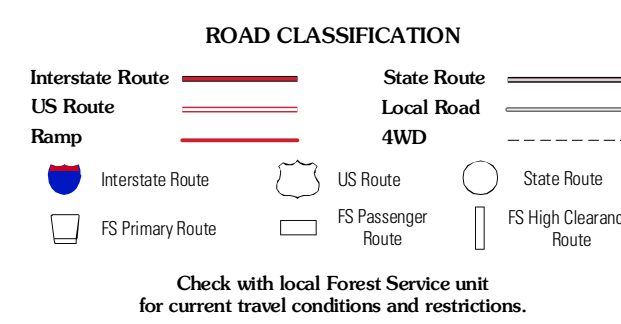 ROAD CLASSIFICATION
Interstate Route
State Route
US Route
Local Road
Ramp
4WD
Interstate Route
US Route
State Route
FS Primary Route
FS Passenger
Route
FS High Clearanc
Route
Check with local Forest Service unit
for current travel conditions and restrictions.